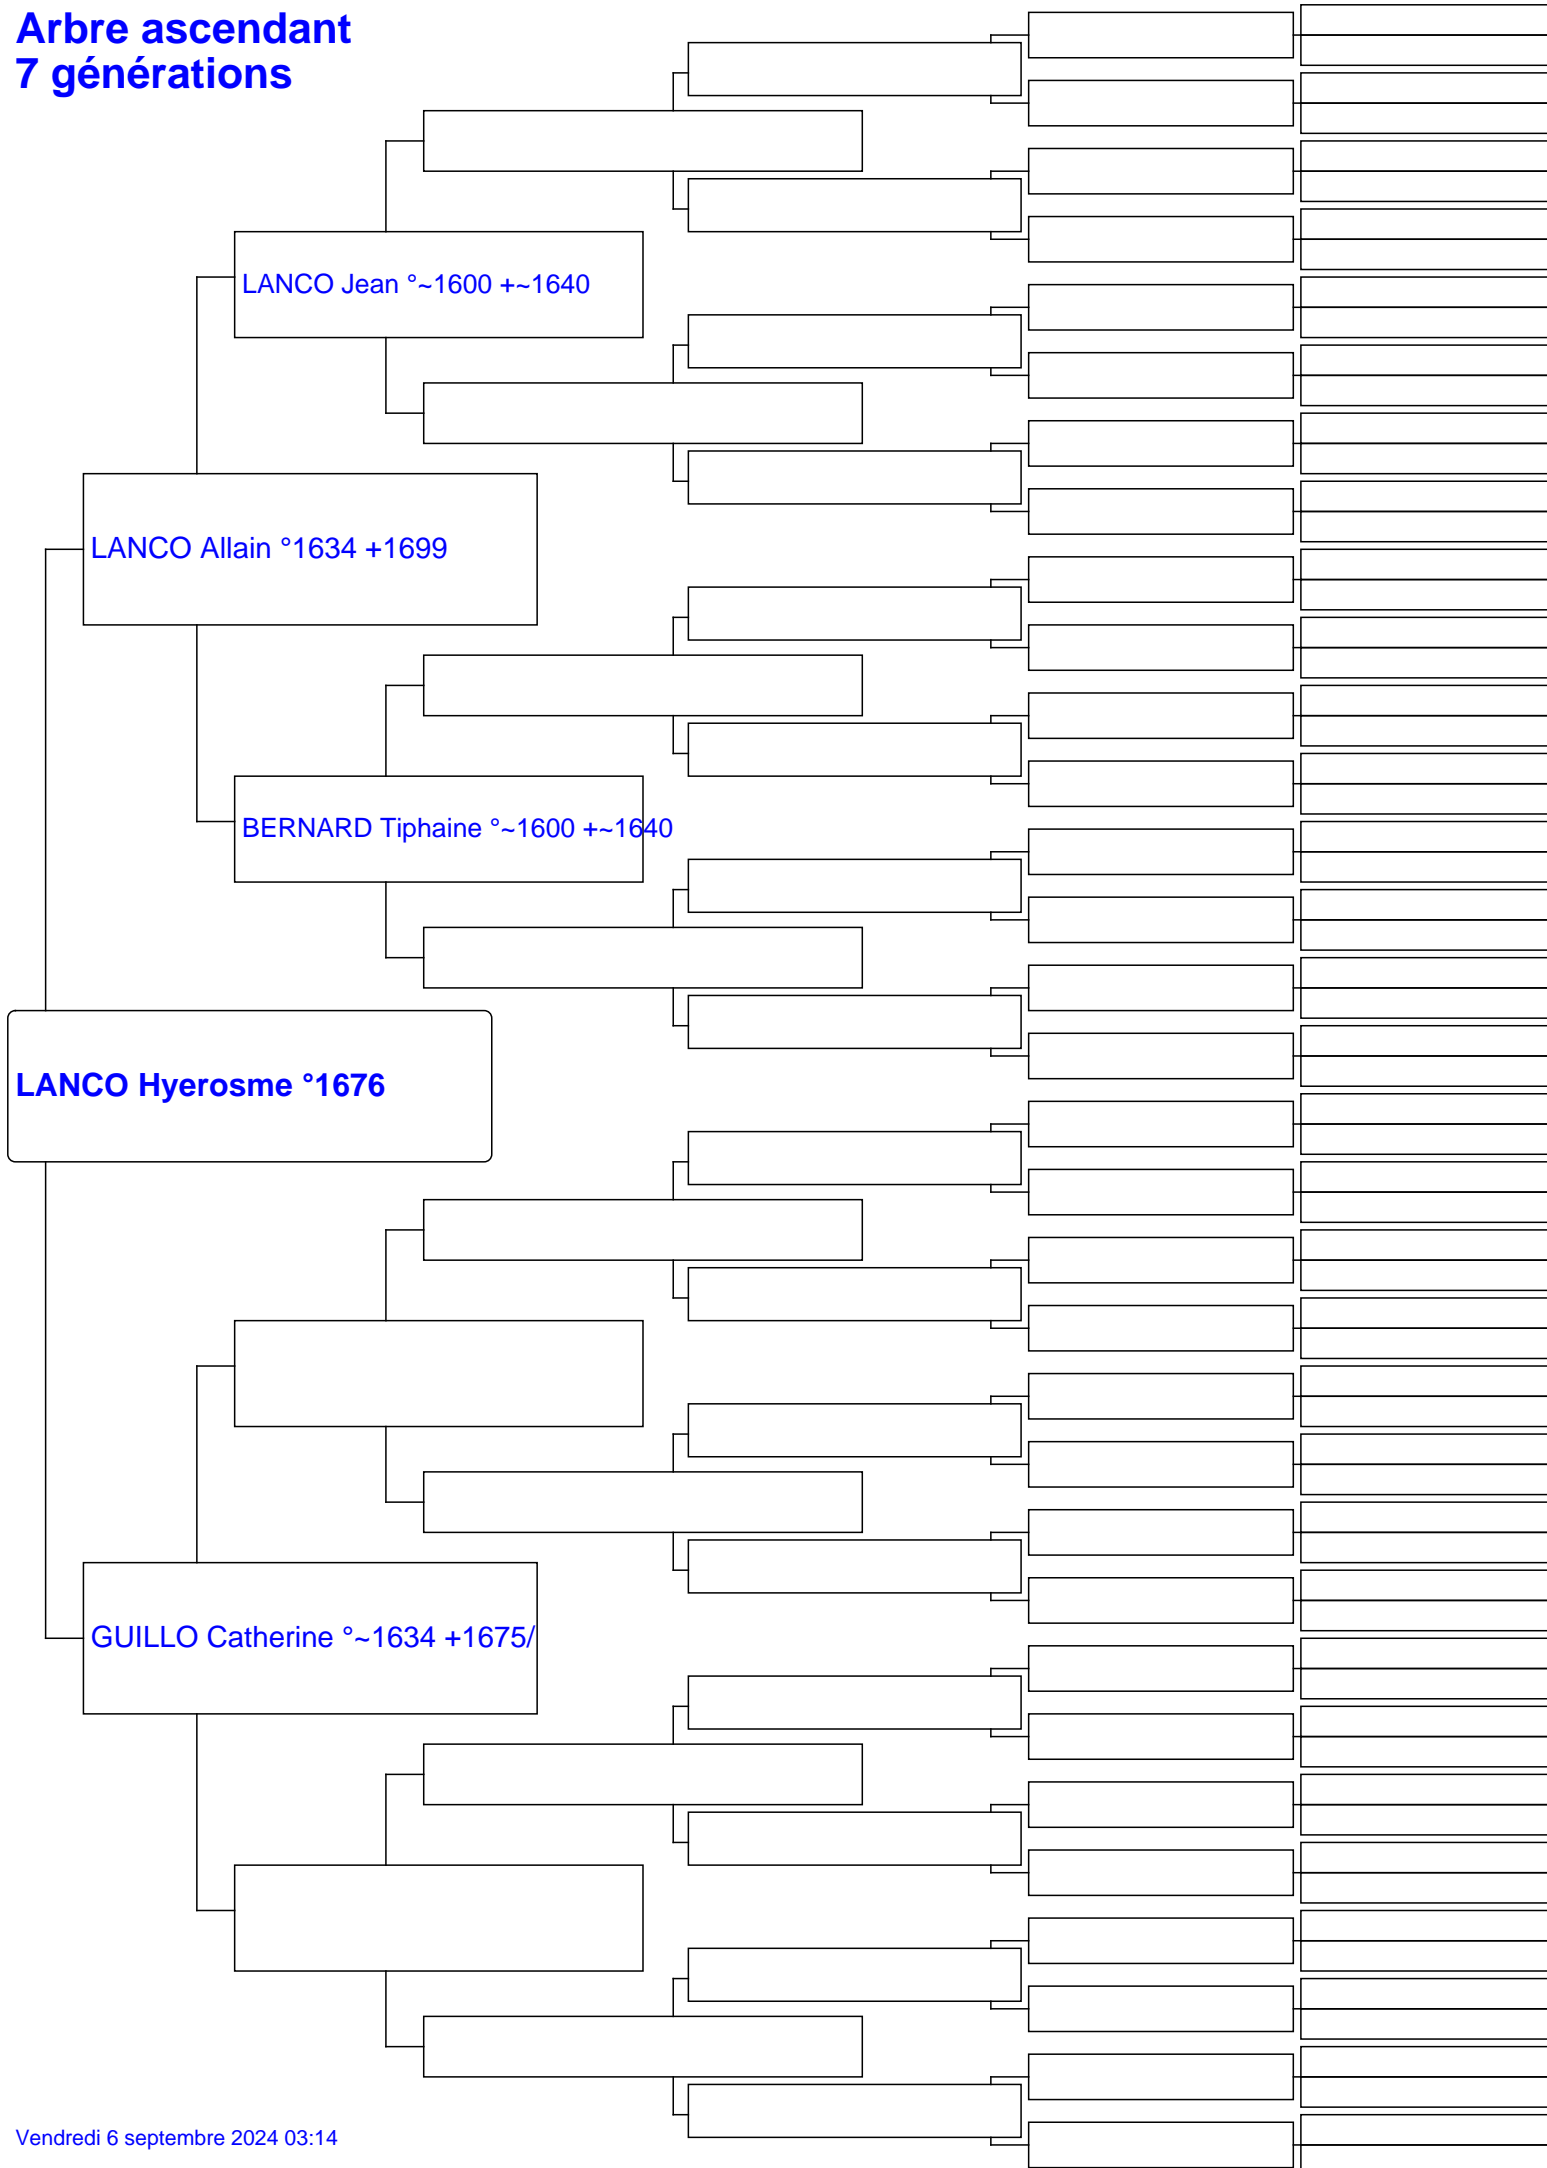 Arbre ascendant
7 générations
LANCO Jean °~1600 +~1640
LANCO Allain °1634 +1699
BERNARD Tiphaine °~1600 +~1640
LANCO Hyerosme °1676
GUILLO Catherine °~1634 +1675/
Vendredi 6 septembre 2024 03:14